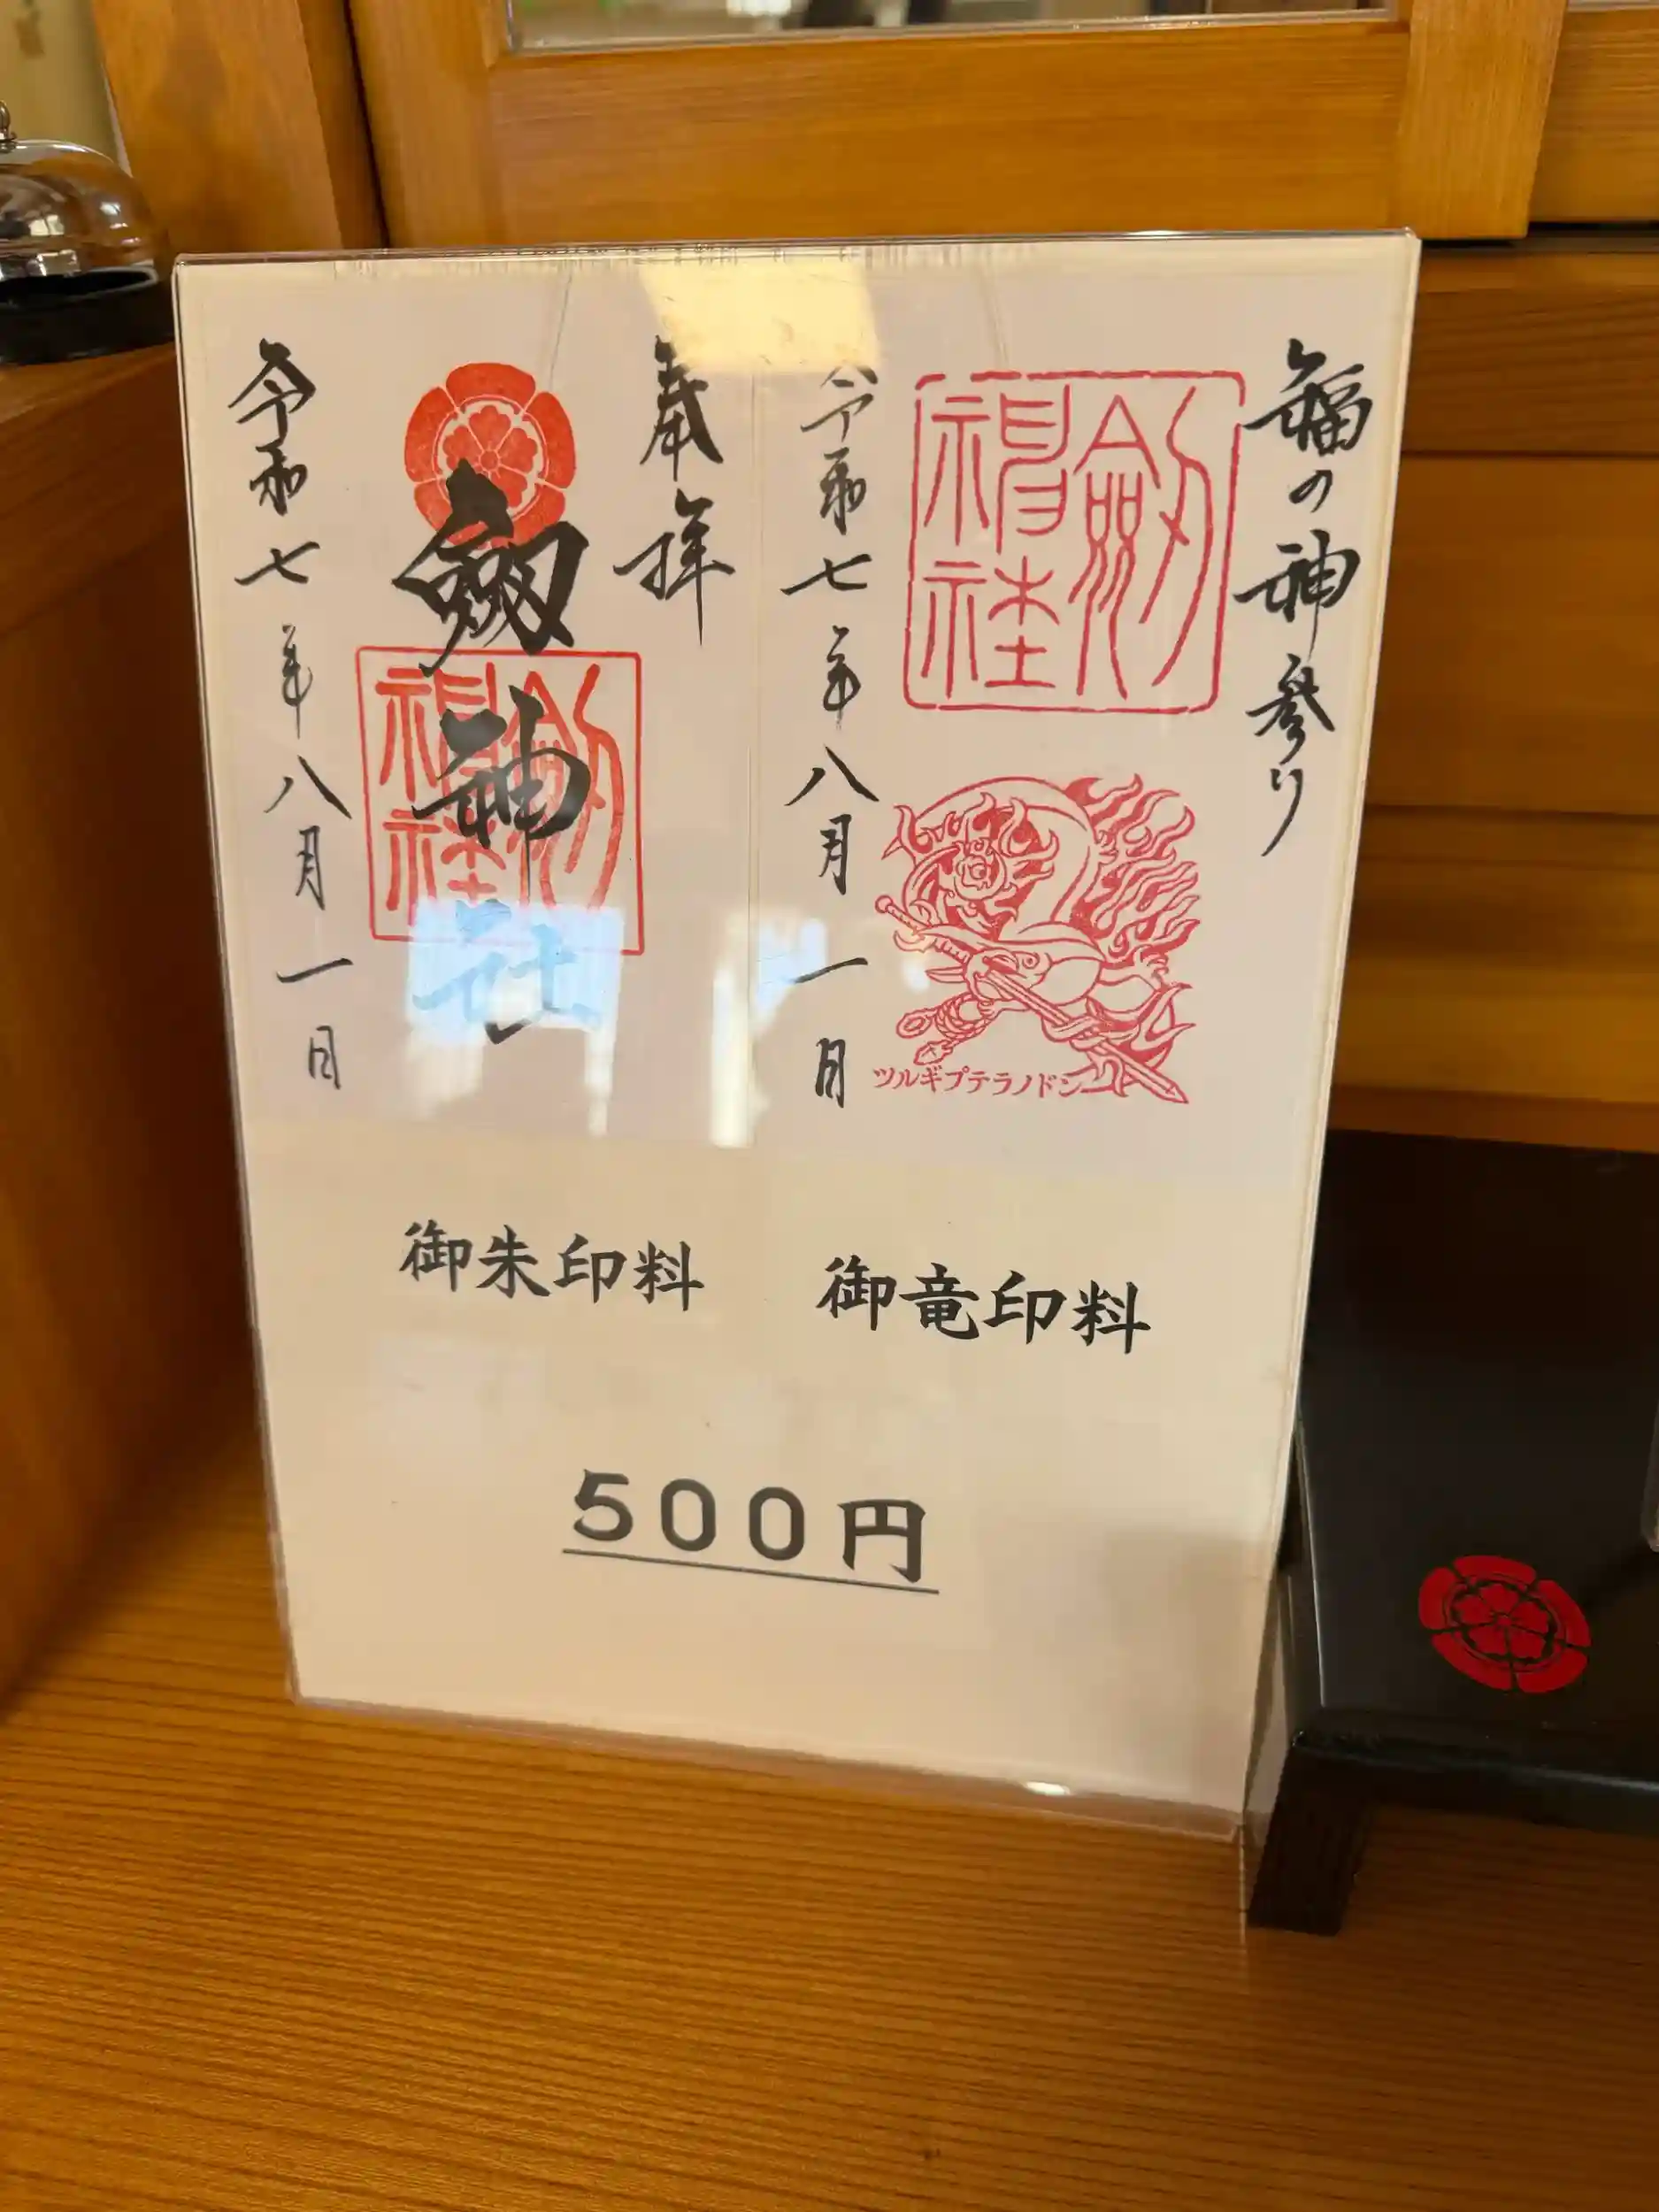 福の神参り
劔神社
ツルギプテラノドン
令和七年八月一日
奉拝
劔神社
劔神社
令和七年八月一日
御朱印料
御竜印料
500円